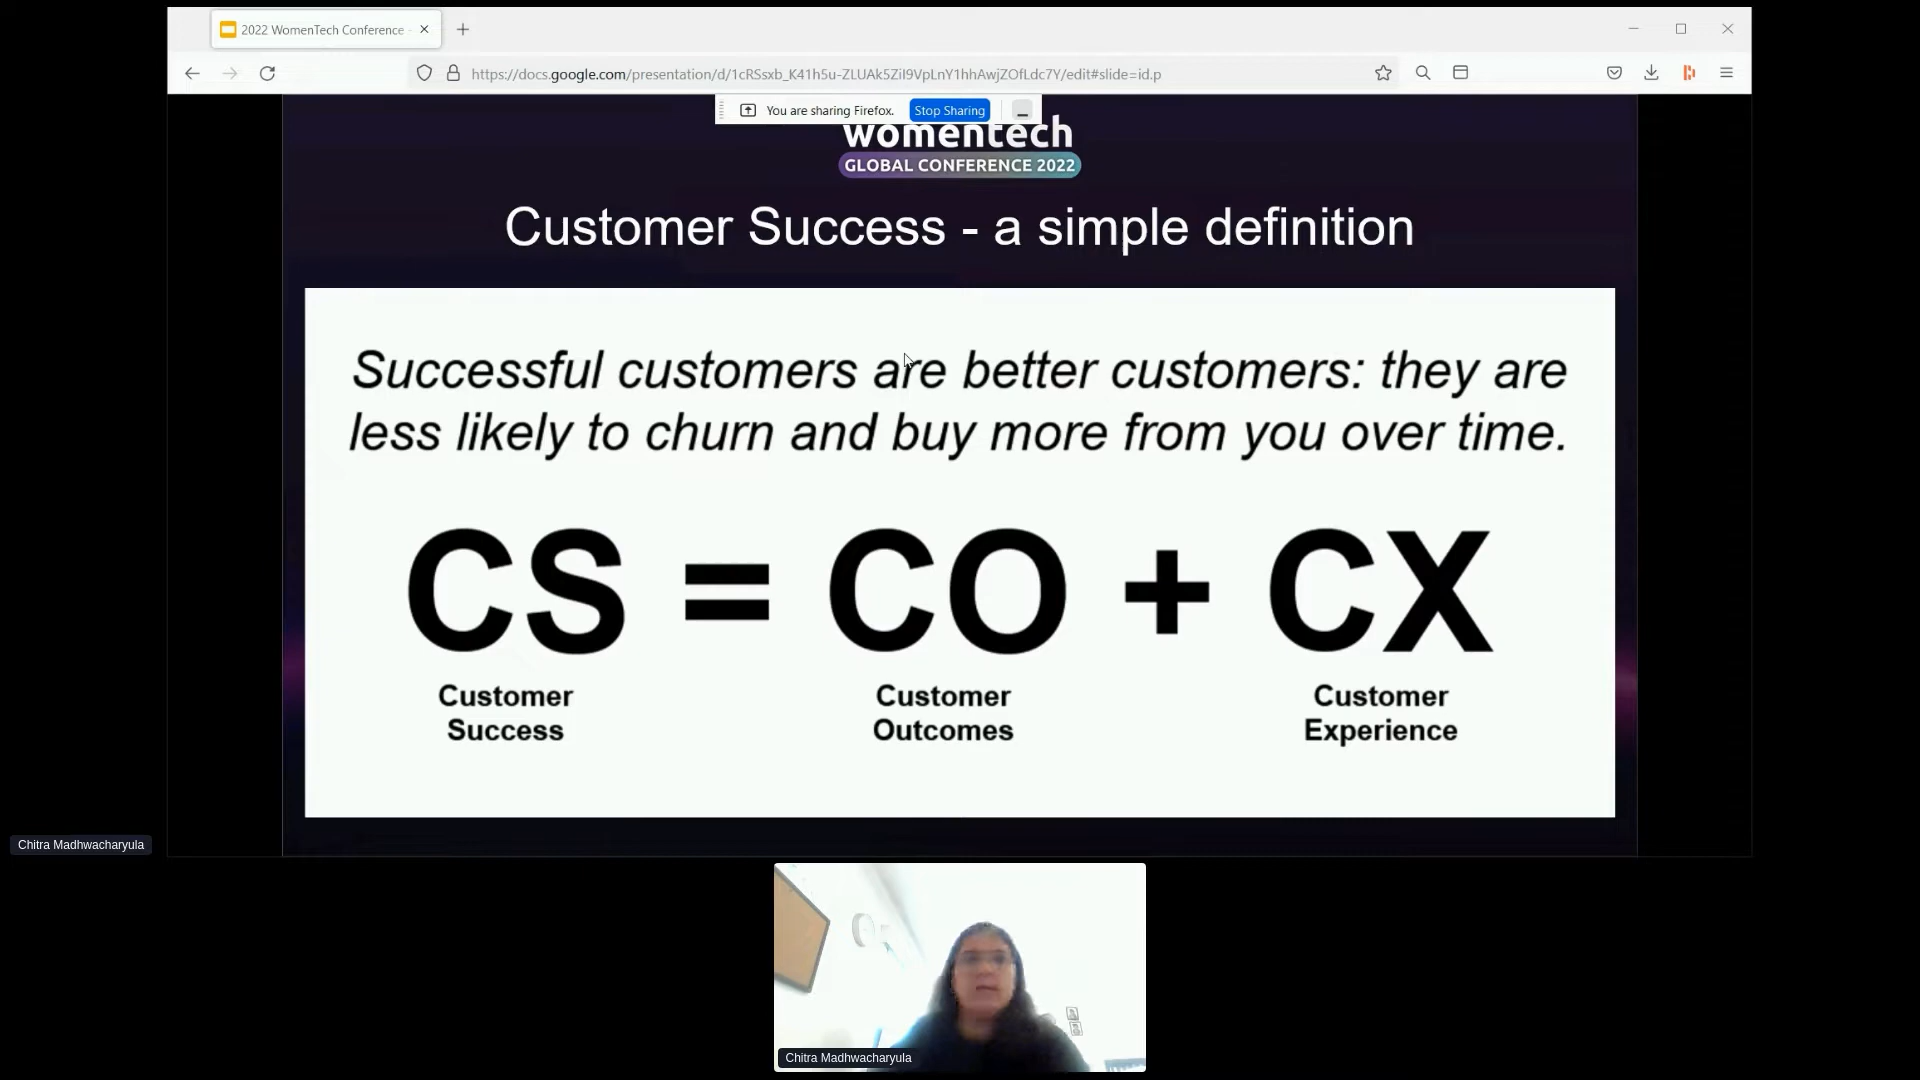 2022 WomenTech Conference -
https://docs.google.com/presentation/d/1cRSsxb_K41h5u-ZLUAk5ZiI9VpLnY1hhAwjZOfLdc7Y/edit#slide=id.p
You are sharing Firefox.
Stop Sharing
womentech
GLOBAL CONFERENCE 2022
Customer Success - a simple definition
Successful customers are better customers: they are
less likely to churn and buy more from you over time.
CS = CO + CX
Customer Success
Customer Outcomes
Customer Experience
Chitra Madhwacharyula
Chitra Madhwacharyula